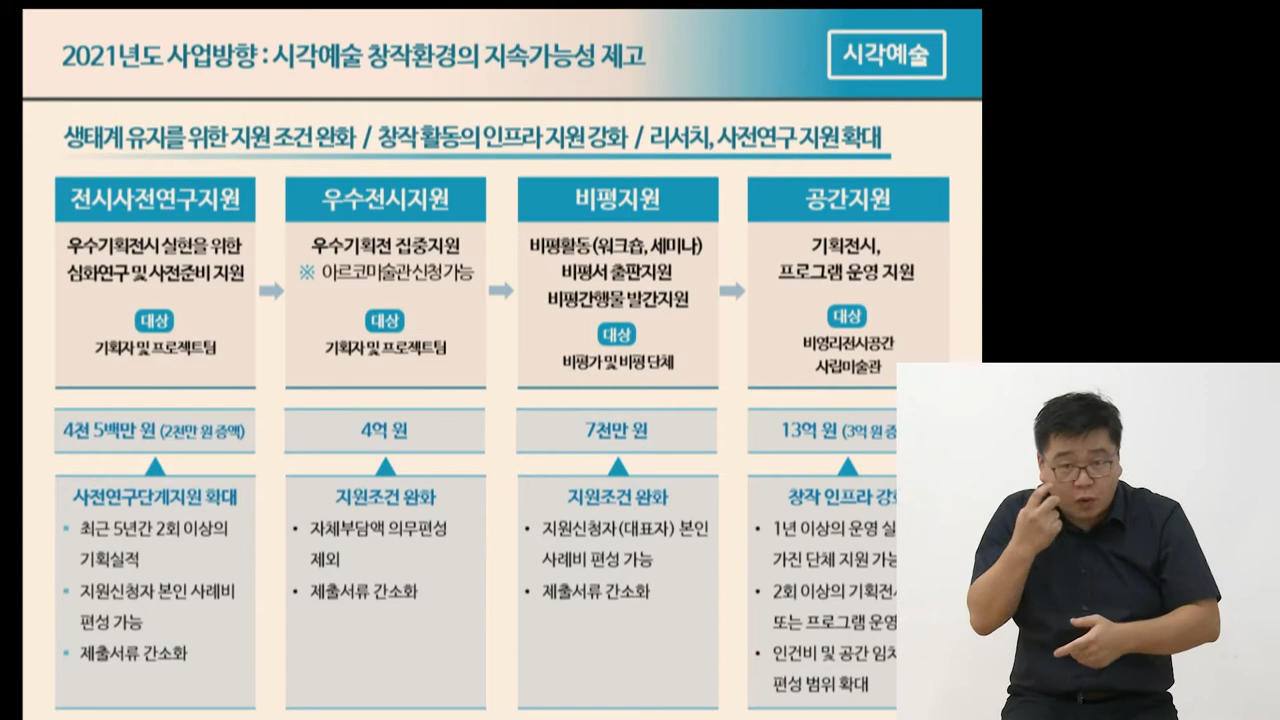 2021년도 사업방향 : 시각예술 창작환경의 지속가능성 제고
시각예술
생태계 유지를 위한 지원 조건 완화 / 창작 활동의 인프라 지원 강화 / 리서치, 사전연구 지원 확대
전시사전연구지원
우수기획전시 실현을 위한
심화연구 및 사전준비 지원
대상
기획자 및 프로젝트팀
4천 5백만 원 (2천만 원 증액)
사전연구단계지원 확대
▪ 최근 5년간 2회 이상의
기획실적
▪ 지원신청자 본인 사례비
편성 가능
▪ 제출서류 간소화
우수전시지원
우수기획전 집중지원
※ 아르코미술관 신청 가능
대상
기획자 및 프로젝트팀
4억 원
지원조건 완화
• 자체부담액 의무편성
제외
• 제출서류 간소화
비평지원
비평활동(워크숍, 세미나)
비평서 출판지원
비평간행물 발간지원
대상
비평가 및 비평 단체
7천만 원
지원조건 완화
• 지원신청자(대표자) 본인
사례비 편성 가능
• 제출서류 간소화
공간지원
기획전시,
프로그램 운영 지원
대상
비영리전시공간
사립미술관
13억 원 (3억 원
창작 인프라
• 1년 이상의 운영
가진 단체 지원
• 2회 이상의
또는 프로그램 운영
• 인건비 및 공간
편성 범위 확대